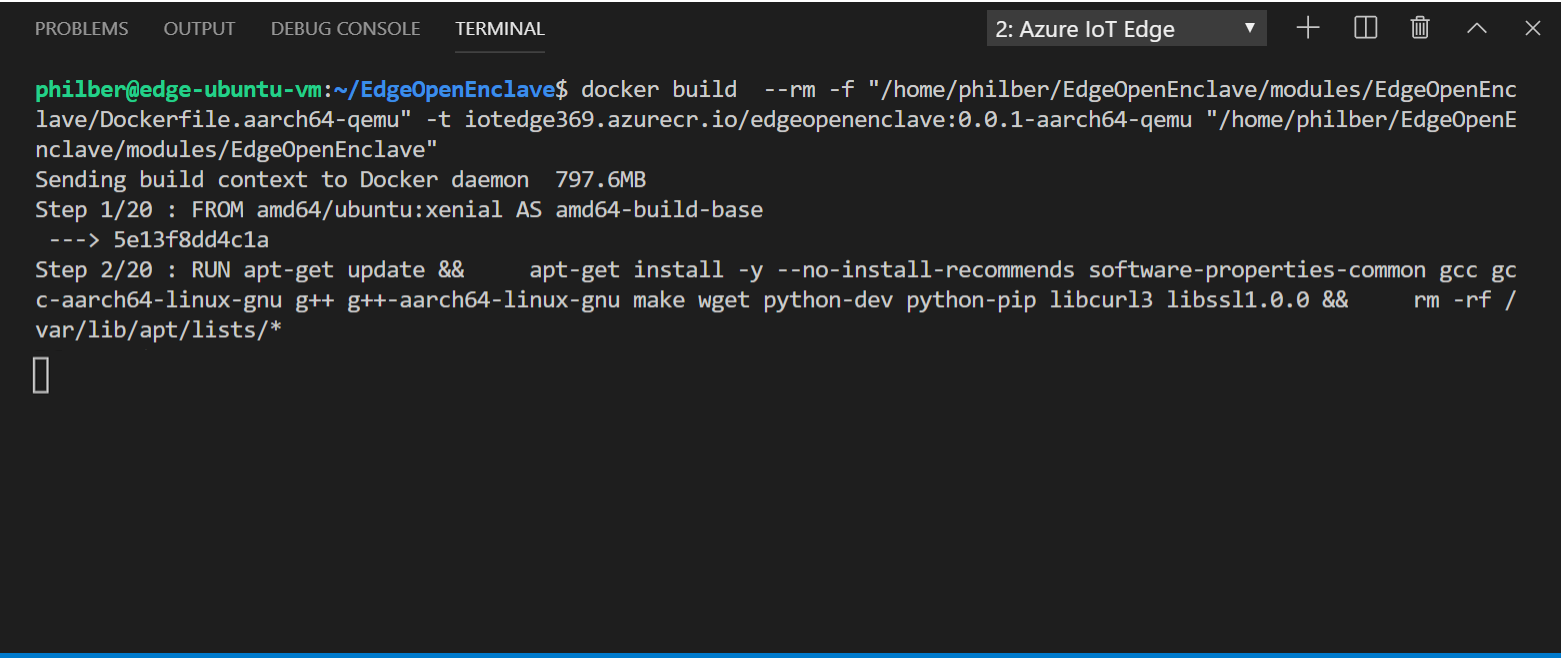 PROBLEMS OUTPUT DEBUG CONSOLE TERMINAL 2: Azure IoT Edge
philber@edge-ubuntu-vm:~/EdgeOpenEnclave$ docker build  --rm -f "/home/philber/EdgeOpenEnclave/modules/EdgeOpenEnc
lave/Dockerfile.aarch64-qemu" -t iotedge369.azurecr.io/edgeopenenclave:0.0.1-aarch64-qemu "/home/philber/EdgeOpenE
nclave/modules/EdgeOpenEnclave"
Sending build context to Docker daemon  797.6MB
Step 1/20 : FROM amd64/ubuntu:xenial AS amd64-build-base
 ---> 5e13f8dd4c1a
Step 2/20 : RUN apt-get update &&     apt-get install -y --no-install-recommends software-properties-common gcc gc
c-aarch64-linux-gnu g++ g++-aarch64-linux-gnu make wget python-dev python-pip libcurl3 libssl1.0.0 &&     rm -rf /
var/lib/apt/lists/*